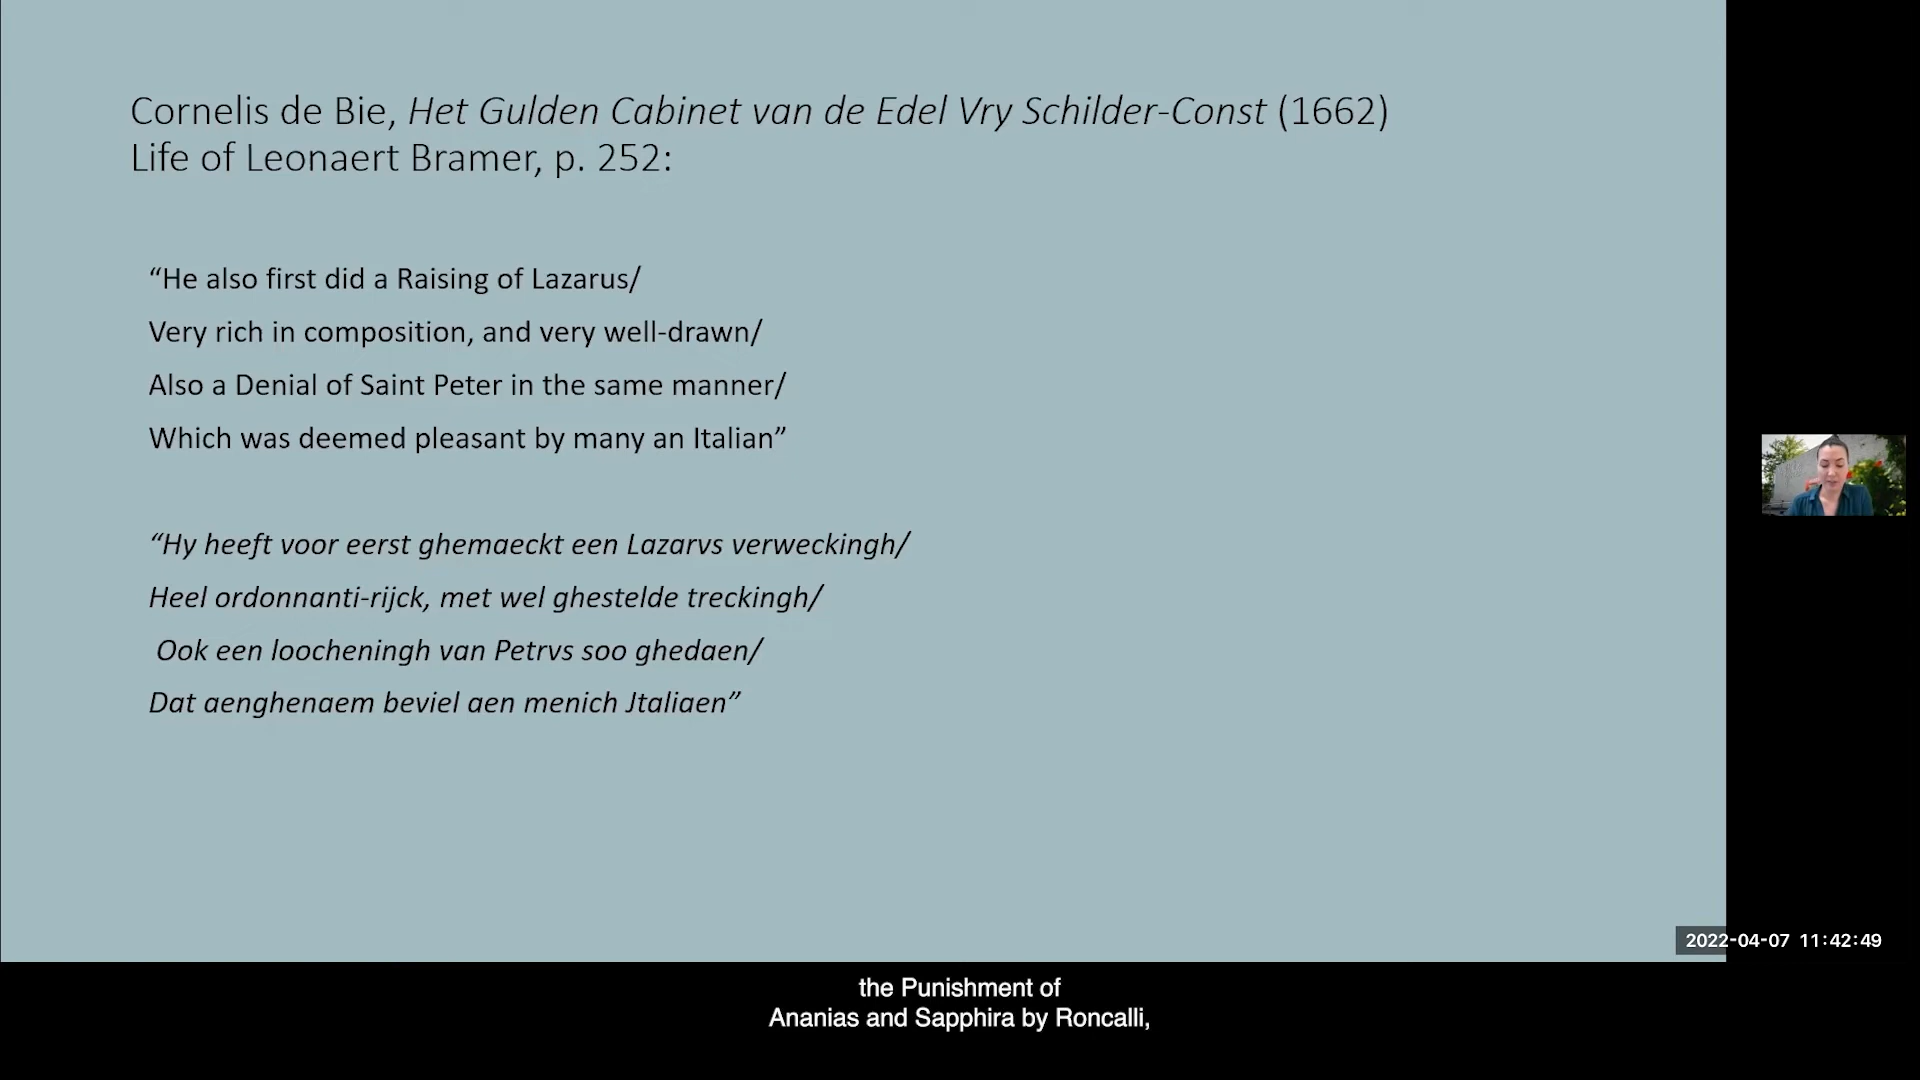 Cornelis de Bie, Het Gulden Cabinet van de Edel Vry Schilder-Const (1662)
Life of Leonaert Bramer, p. 252:
“He also first did a Raising of Lazarus/
Very rich in composition, and very well-drawn/
Also a Denial of Saint Peter in the same manner/
Which was deemed pleasant by many an Italian”
“Hy heeft voor eerst ghemaeckt een Lazarvs verweckingh/
Heel ordonnanti-rijck, met wel ghestelde treckingh/
Ook een loocheningh van Petrvs soo ghedaen/
Dat aenghenaem beviel aen menich Jtaliaen”
2022-04-07 11:42:49
the Punishment of
Ananias and Sapphira by Roncalli,